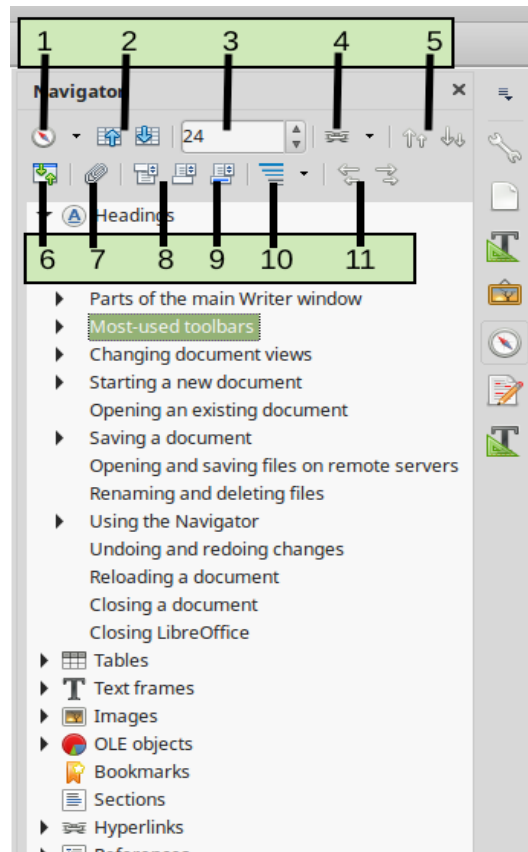 1 2 3 4 5
Navigator
24
Headings
6 7 8 9 10 11
Parts of the main Writer window
Most-used toolbars
Changing document views
Starting a new document
Opening an existing document
Saving a document
Opening and saving files on remote servers
Renaming and deleting files
Using the Navigator
Undoing and redoing changes
Reloading a document
Closing a document
Closing LibreOffice
Tables
Text frames
Images
OLE objects
Bookmarks
Sections
Hyperlinks
References